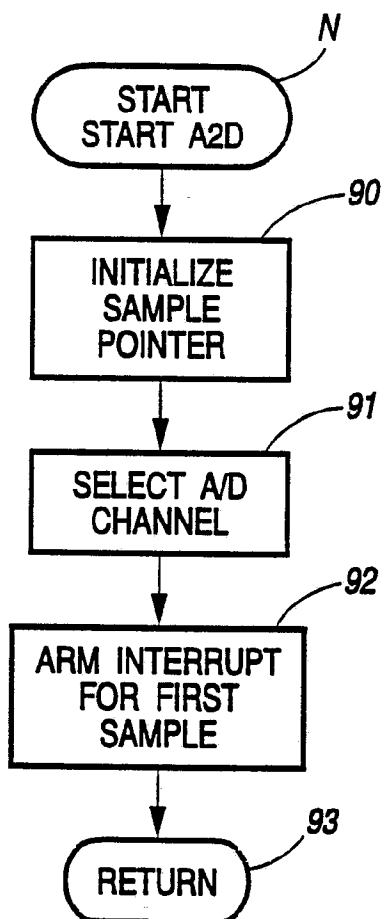 N
START
START A2D
90
INITIALIZE
SAMPLE
POINTER
91
SELECT A/D
CHANNEL
92
ARM INTERRUPT
FOR FIRST
SAMPLE
93
RETURN